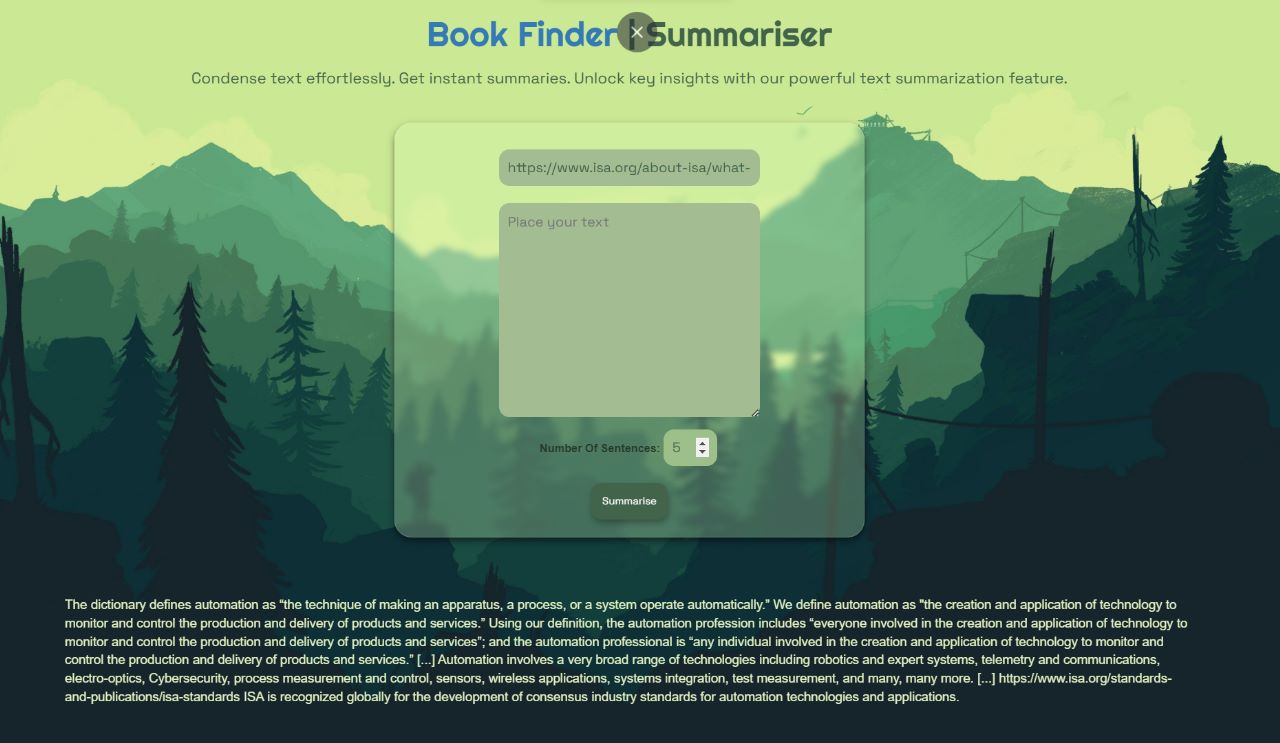 Book Finder | Summariser
Condense text effortlessly. Get instant summaries. Unlock key insights with our powerful text summarization feature.
https://www.isa.org/about-isa/what-
Place your text
Number Of Sentences: 5
Summarise
The dictionary defines automation as “the technique of making an apparatus, a process, or a system operate automatically.” We define automation as "the creation and application of technology to
monitor and control the production and delivery of products and services.” Using our definition, the automation profession includes “everyone involved in the creation and application of technology to
monitor and control the production and delivery of products and services”; and the automation professional is “any individual involved in the creation and application of technology to monitor and
control the production and delivery of products and services.” [...] Automation involves a very broad range of technologies including robotics and expert systems, telemetry and communications,
electro-optics, Cybersecurity, process measurement and control, sensors, wireless applications, systems integration, test measurement, and many, many more. [...] https://www.isa.org/standards-
and-publications/isa-standards ISA is recognized globally for the development of consensus industry standards for automation technologies and applications.